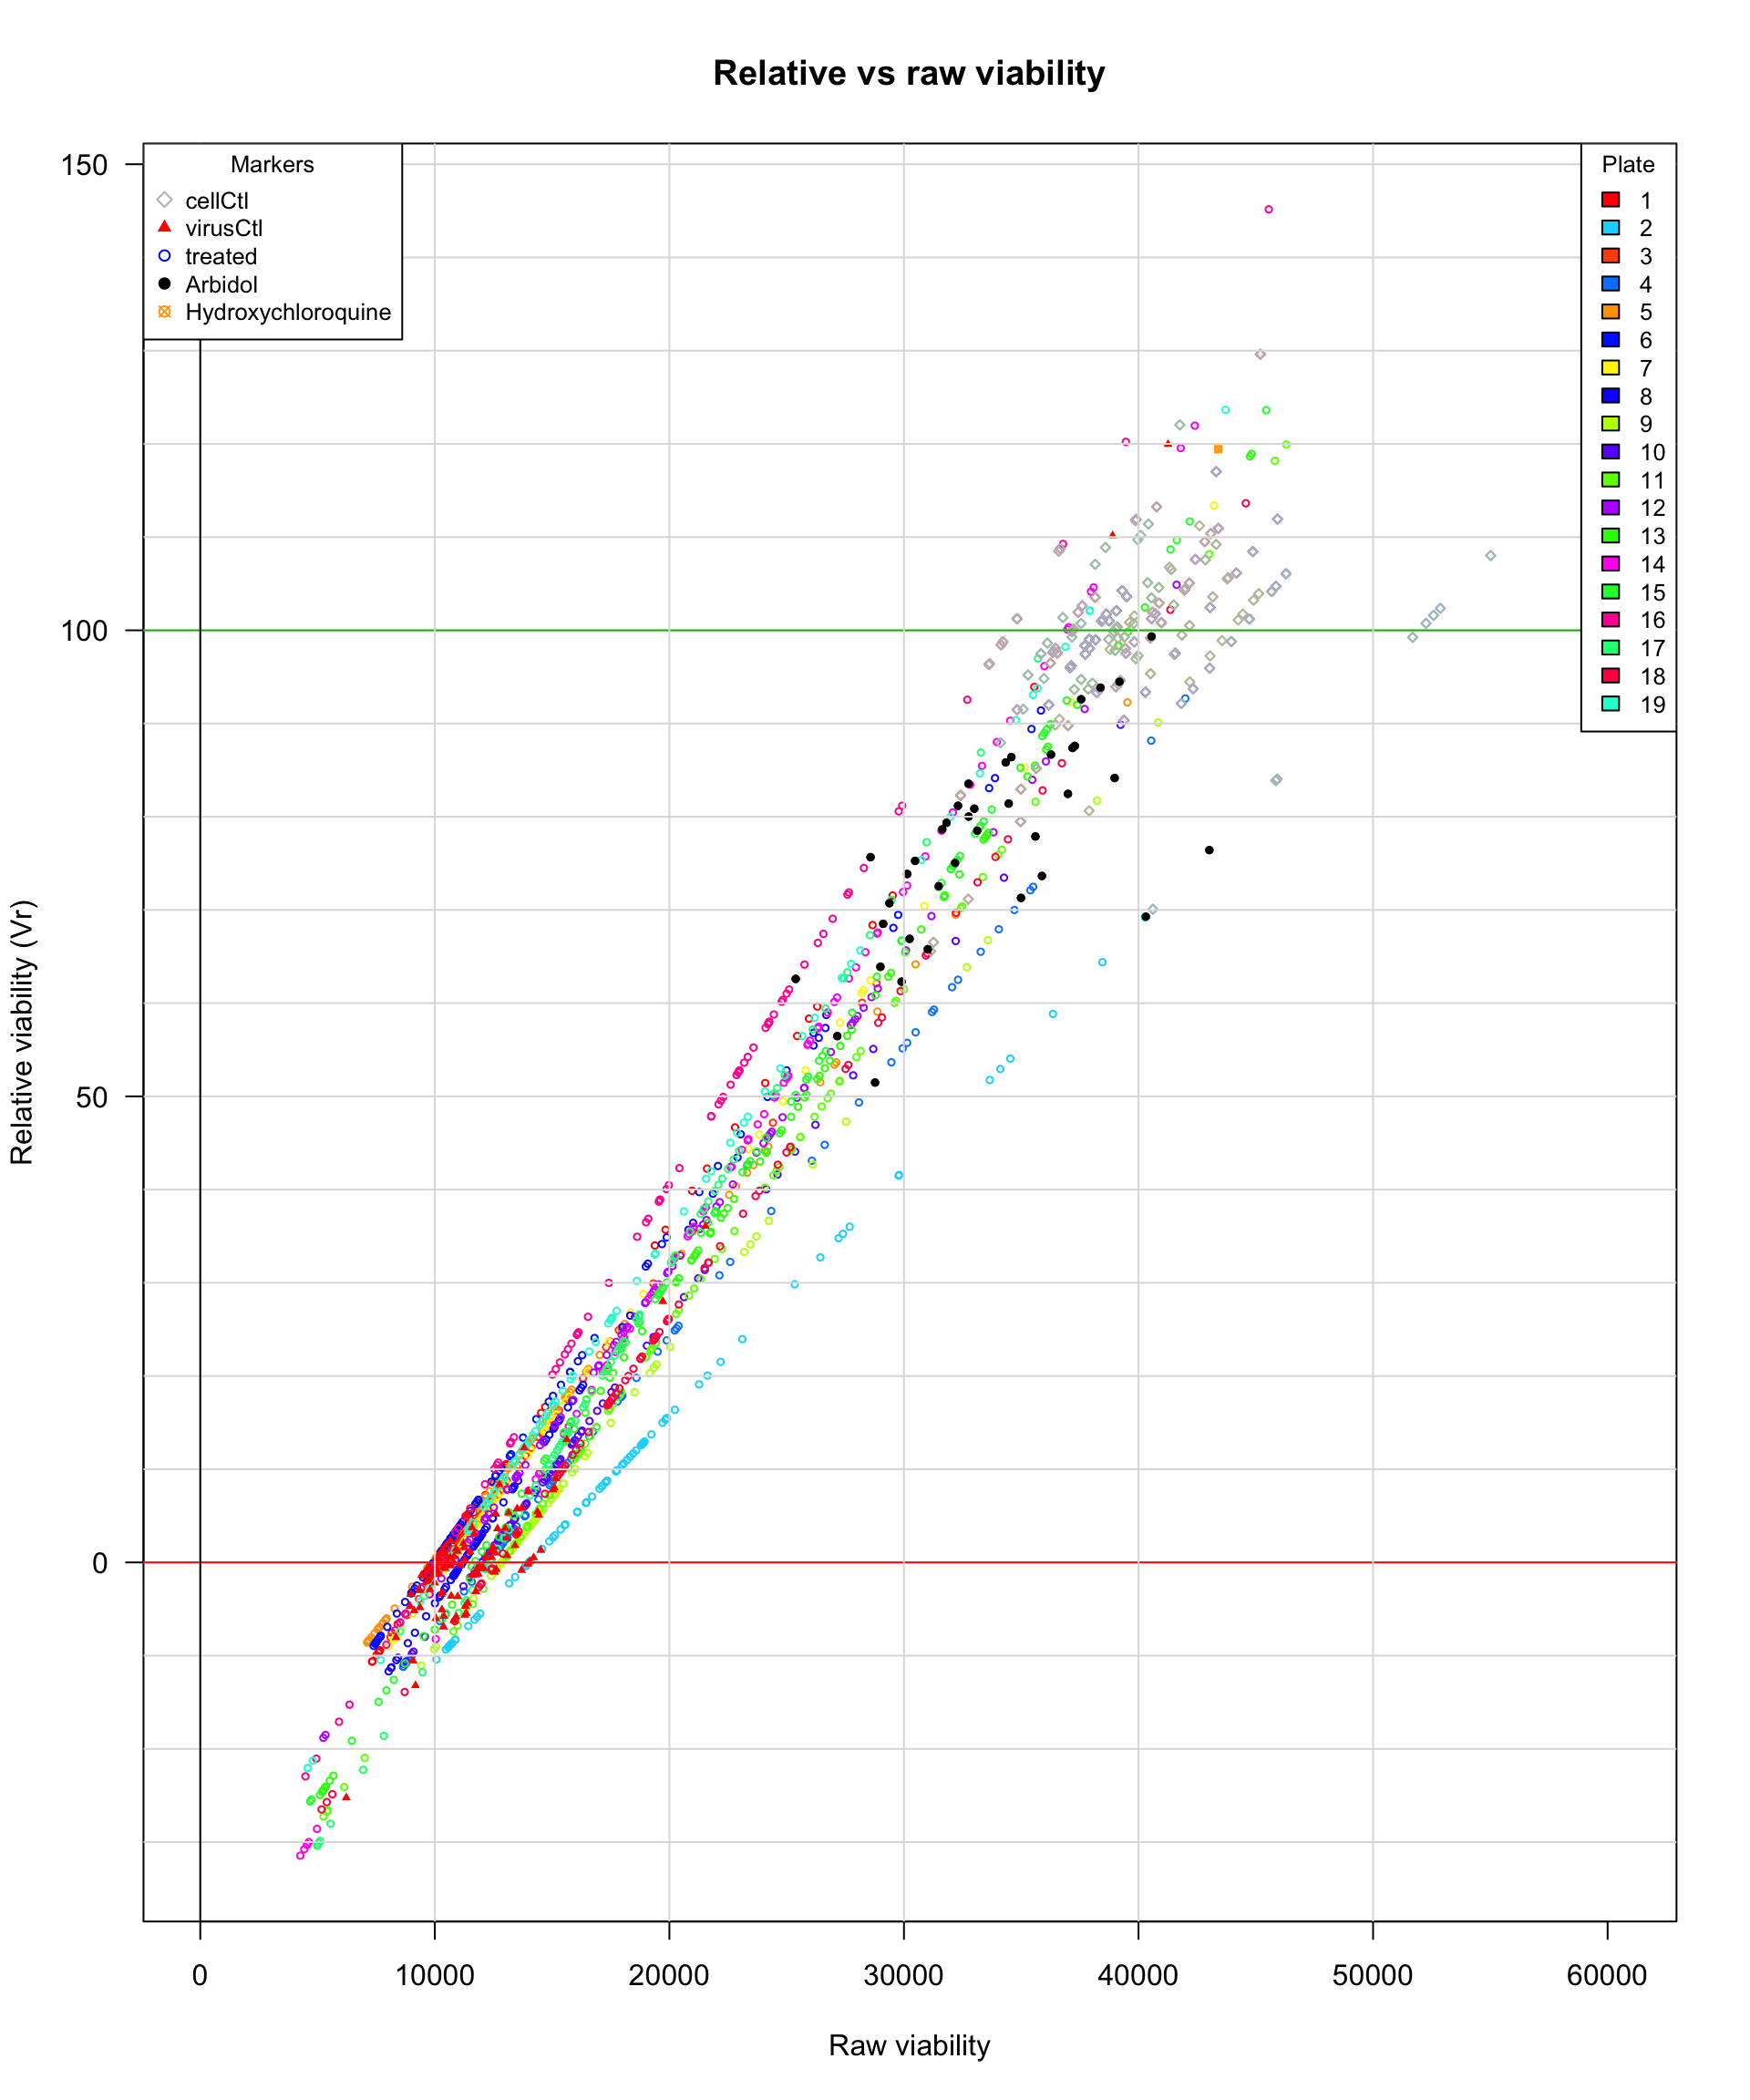 Relative vs raw viability
Markers
cellCtl
virusCtl
treated
Arbidol
Hydroxychloroquine
Plate
1
2
3
4
5
6
7
8
9
10
11
12
13
14
15
16
17
18
19
150
100
50
0
Relative viability (Vr)
0 10000 20000 30000 40000 50000 60000
Raw viability